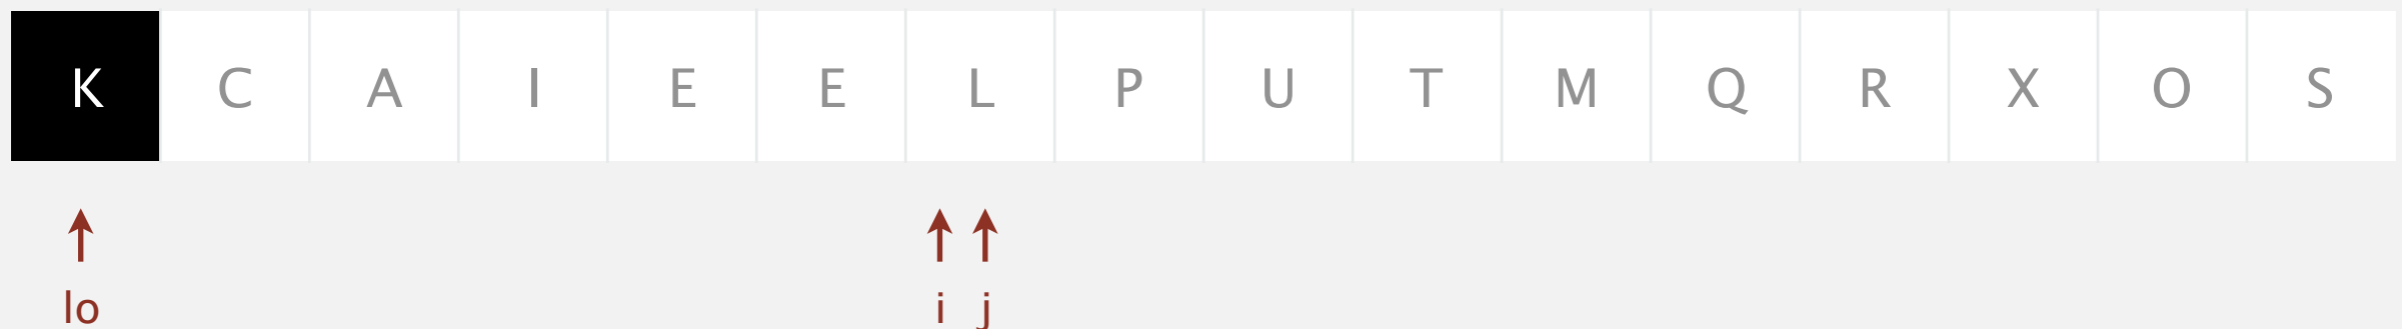 K C A I E E L P U T M Q R X O S
lo i j